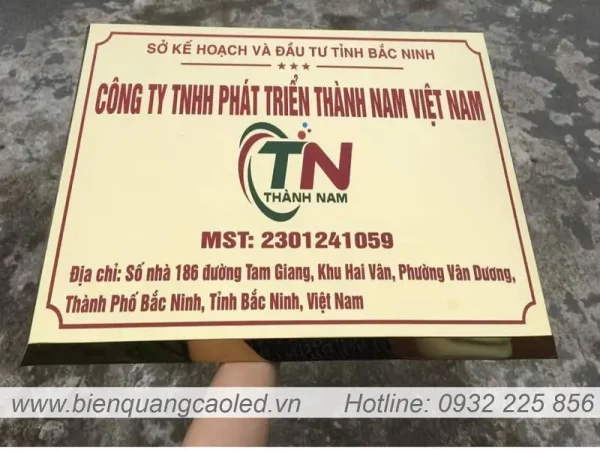 SỞ KẾ HOẠCH VÀ ĐẦU TƯ TỈNH BẮC NINH
CÔNG TY TNHH PHÁT TRIỂN THÀNH NAM VIỆT NAM
TN
THÀNH NAM
MST: 2301241059
Địa chỉ: Số nhà 186 đường Tam Giang, Khu Hai Vân, Phường Vân Dương,
Thành Phố Bắc Ninh, Tỉnh Bắc Ninh, Việt Nam
www.bienquangcaoled.vn Hotline: 0932 225 856